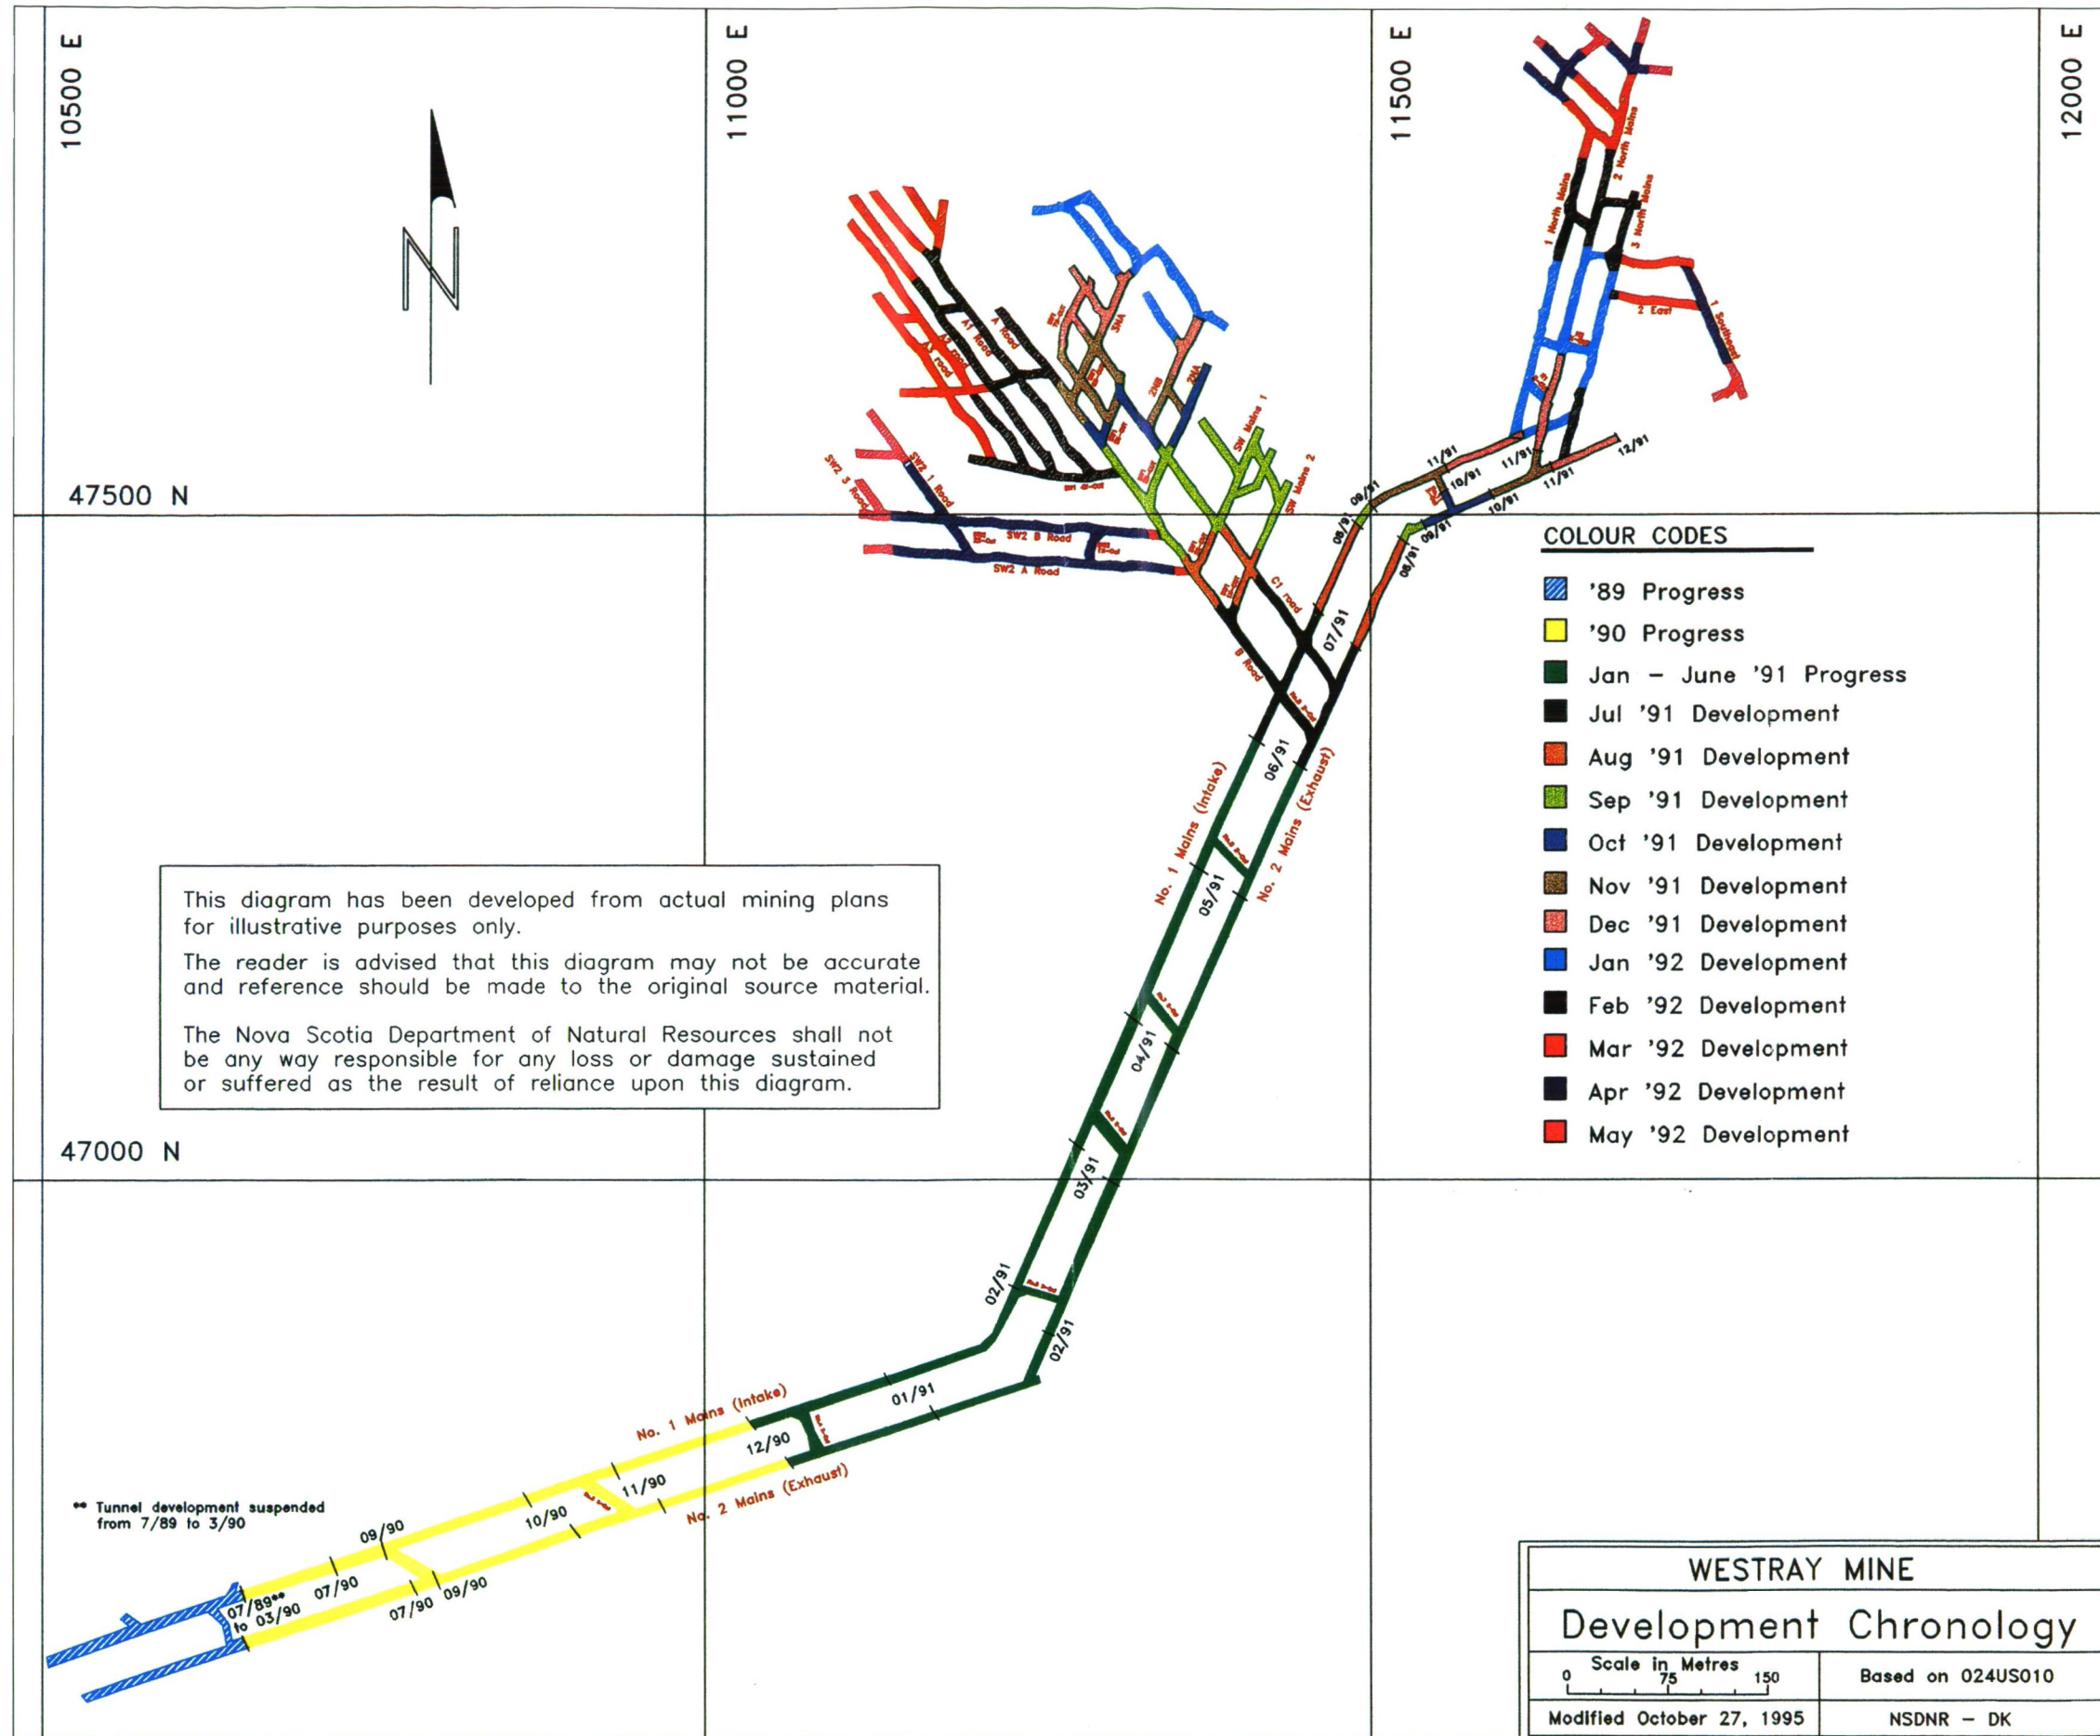 10500 E
11000 E
11500 E
12000 E
N
47500 N
47000 N
1 North Mains
2 North Mains
3 North Mains
2 East
1 Southeast
A Road
A1 Road
A2 road
A3 road
3NA
2NB
2NA
SW Mains 1
SW Mains 2
SW2 1 Road
SW2 3 Road
SW2 B Road
SW2 A Road
C1 road
B Road
12/91
11/91
11/91
11/91
10/91
10/91
09/91
09/91
08/91
08/91
07/91
06/91
No. 1 Mains (Intake)
No. 2 Mains (Exhaust)
05/91
04/91
03/91
02/91
02/91
01/91
No. 1 Mains (Intake)
12/90
No. 2 Mains (Exhaust)
11/90
10/90
09/90
09/90
07/90
07/90
07/89**
to 03/90
** Tunnel development suspended
from 7/89 to 3/90
This diagram has been developed from actual mining plans
for illustrative purposes only.
The reader is advised that this diagram may not be accurate
and reference should be made to the original source material.
The Nova Scotia Department of Natural Resources shall not
be any way responsible for any loss or damage sustained
or suffered as the result of reliance upon this diagram.
COLOUR CODES
'89 Progress
'90 Progress
Jan - June '91 Progress
Jul '91 Development
Aug '91 Development
Sep '91 Development
Oct '91 Development
Nov '91 Development
Dec '91 Development
Jan '92 Development
Feb '92 Development
Mar '92 Development
Apr '92 Development
May '92 Development
WESTRAY MINE
Development Chronology
Scale in Metres
0 75 150
Based on 024US010
Modified October 27, 1995
NSDNR - DK